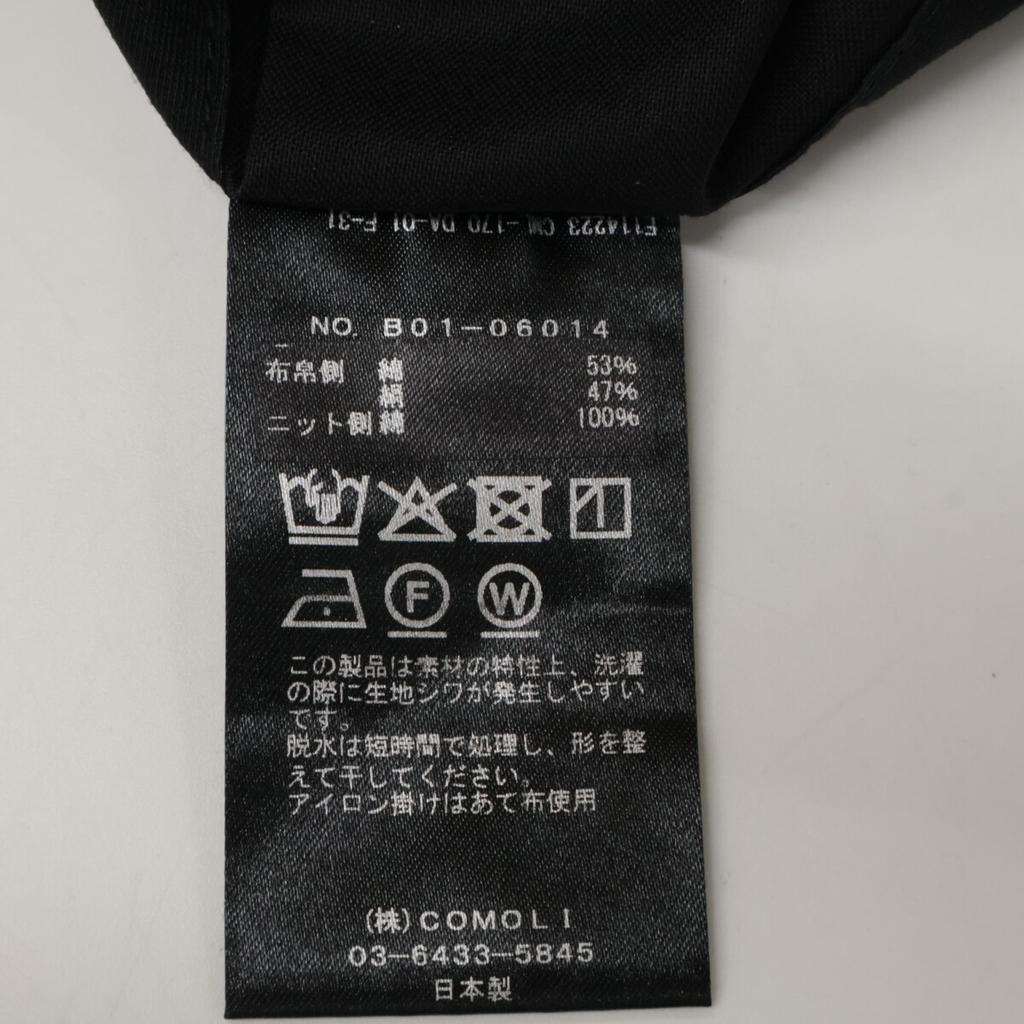 F114223 CM -170 DA-01 F-31
NO. B01-06014
布帛側 綿 53%
絹 47%
ニット側 綿 100%
F W
この製品は素材の特性上、洗濯
の際に生地シワが発生しやすい
です。
脱水は短時間で処理し、形を整
えて干してください。
アイロン掛けはあて布使用
(株)COMOLI
03-6433-5845
日本製